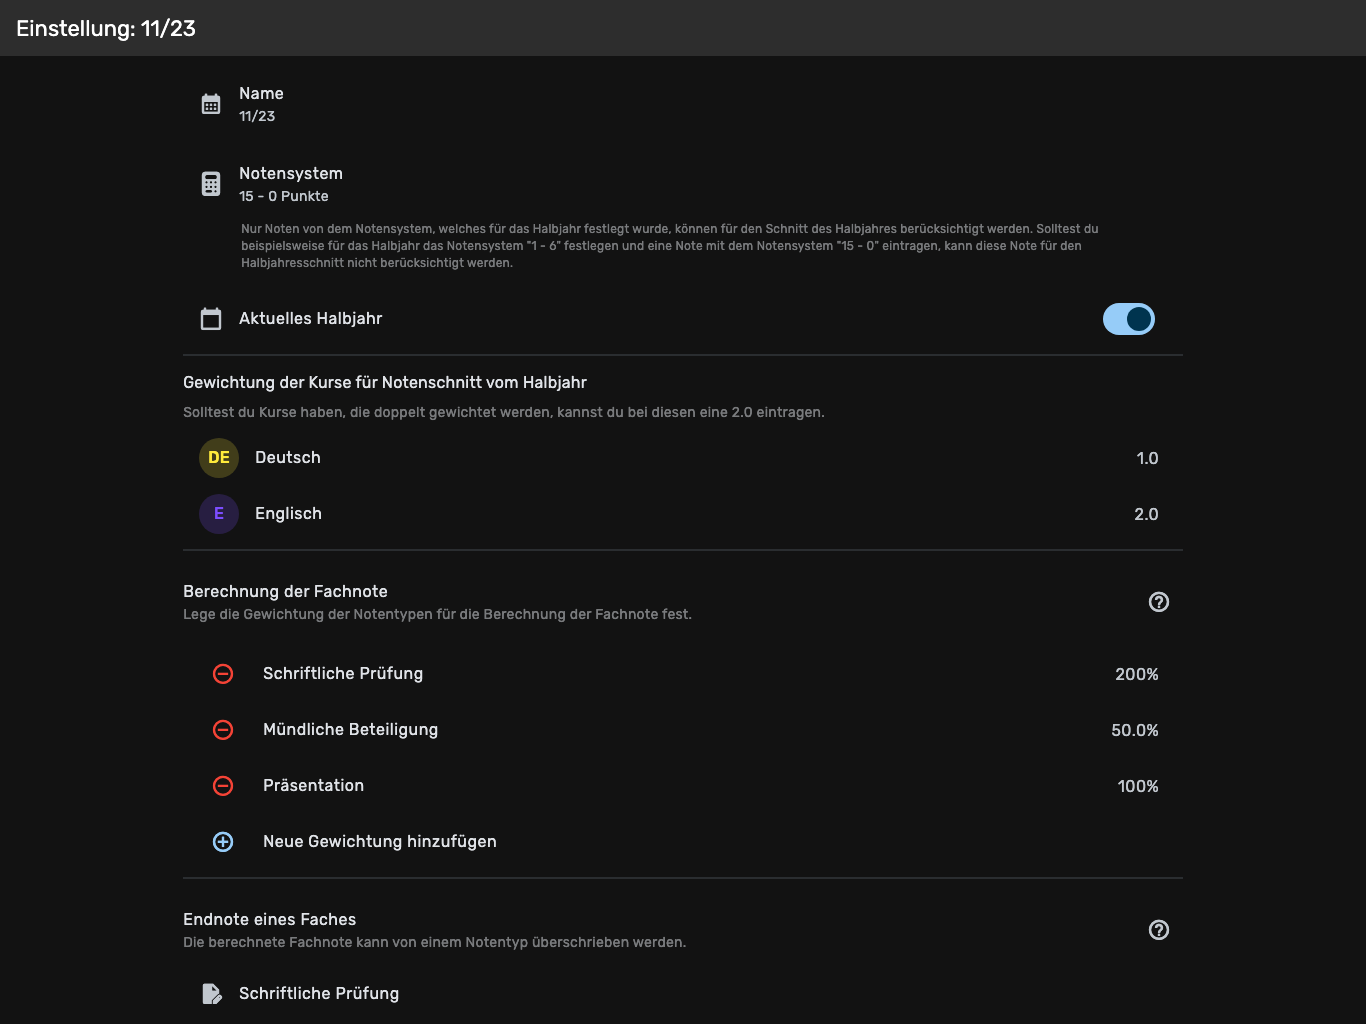 Einstellung: 11/23
Name
11/23
Notensystem
15 - 0 Punkte
Nur Noten von dem Notensystem, welches für das Halbjahr festlegt wurde, können für den Schnitt des Halbjahres berücksichtigt werden. Solltest du
beispielsweise für das Halbjahr das Notensystem "1 - 6" festlegen und eine Note mit dem Notensystem "15 - 0" eintragen, kann diese Note für den
Halbjahresschnitt nicht berücksichtigt werden.
Aktuelles Halbjahr
Gewichtung der Kurse für Notenschnitt vom Halbjahr
Solltest du Kurse haben, die doppelt gewichtet werden, kannst du bei diesen eine 2.0 eintragen.
DE Deutsch 1.0
E Englisch 2.0
Berechnung der Fachnote
Lege die Gewichtung der Notentypen für die Berechnung der Fachnote fest.
Schriftliche Prüfung 200%
Mündliche Beteiligung 50.0%
Präsentation 100%
Neue Gewichtung hinzufügen
Endnote eines Faches
Die berechnete Fachnote kann von einem Notentyp überschrieben werden.
Schriftliche Prüfung